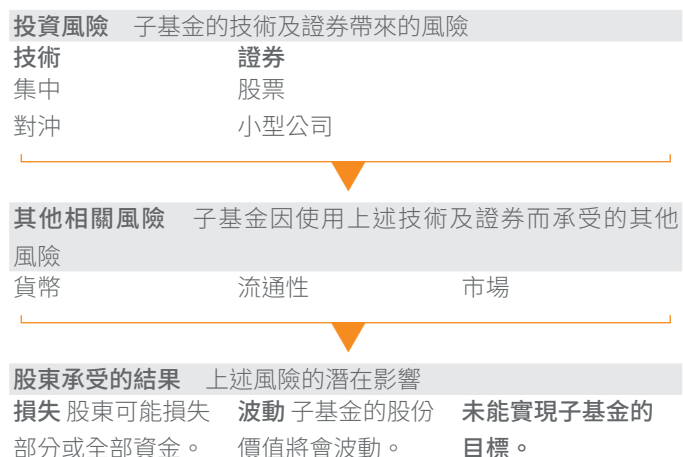 投資風險 子基金的技術及證券帶來的風險
技術 證券
集中 股票
對沖 小型公司
其他相關風險 子基金因使用上述技術及證券而承受的其他
風險
貨幣 流通性 市場
股東承受的結果 上述風險的潛在影響
損失 股東可能損失 波動 子基金的股份 未能實現子基金的
部分或全部資金。 價值將會波動。 目標。